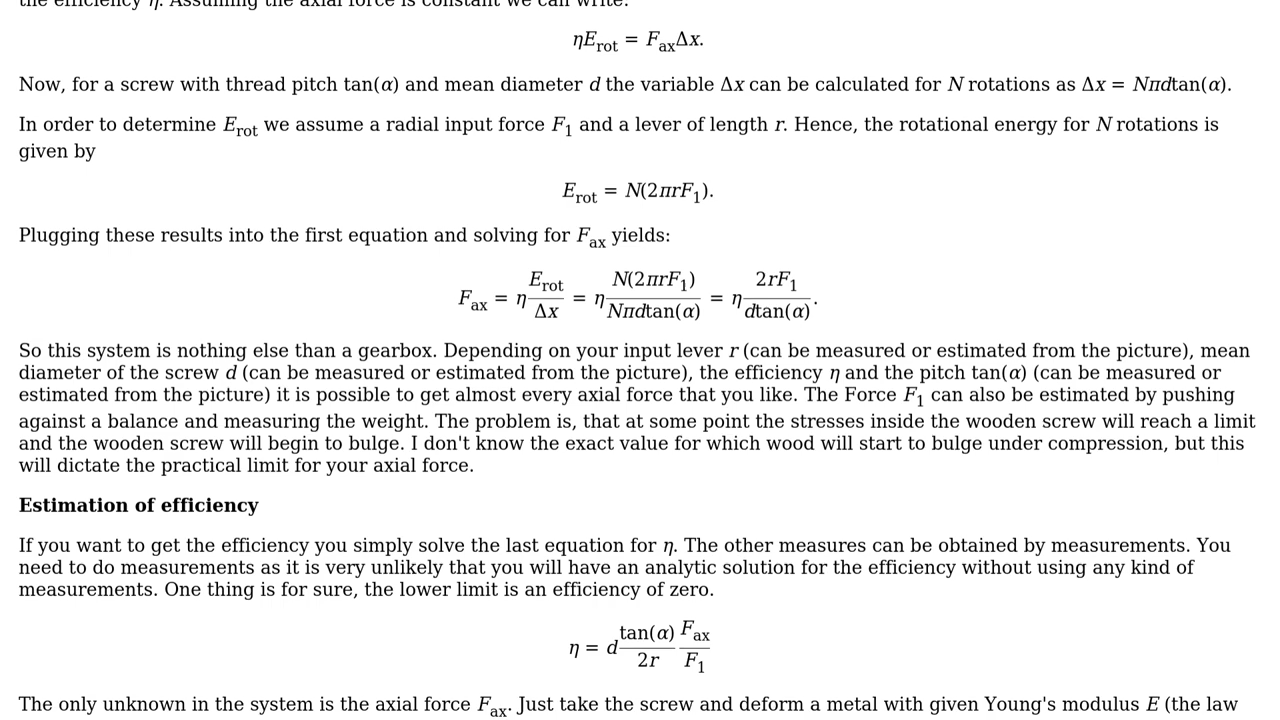 the efficiency η. Assuming the axial force is constant we can write:
ηE_rot = F_axΔx.
Now, for a screw with thread pitch tan(α) and mean diameter d the variable Δx can be calculated for N rotations as Δx = Nπdtan(α).
In order to determine E_rot we assume a radial input force F_1 and a lever of length r. Hence, the rotational energy for N rotations is
given by
E_rot = N(2πrF_1).
Plugging these results into the first equation and solving for F_ax yields:
F_ax = η E_rot/Δx = η N(2πrF_1)/Nπdtan(α) = η 2rF_1/dtan(α).
So this system is nothing else than a gearbox. Depending on your input lever r (can be measured or estimated from the picture), mean
diameter of the screw d (can be measured or estimated from the picture), the efficiency η and the pitch tan(α) (can be measured or
estimated from the picture) it is possible to get almost every axial force that you like. The Force F_1 can also be estimated by pushing
against a balance and measuring the weight. The problem is, that at some point the stresses inside the wooden screw will reach a limit
and the wooden screw will begin to bulge. I don't know the exact value for which wood will start to bulge under compression, but this
will dictate the practical limit for your axial force.
Estimation of efficiency
If you want to get the efficiency you simply solve the last equation for η. The other measures can be obtained by measurements. You
need to do measurements as it is very unlikely that you will have an analytic solution for the efficiency without using any kind of
measurements. One thing is for sure, the lower limit is an efficiency of zero.
η = d tan(α)/2r F_ax/F_1
The only unknown in the system is the axial force F_ax. Just take the screw and deform a metal with given Young's modulus E (the law